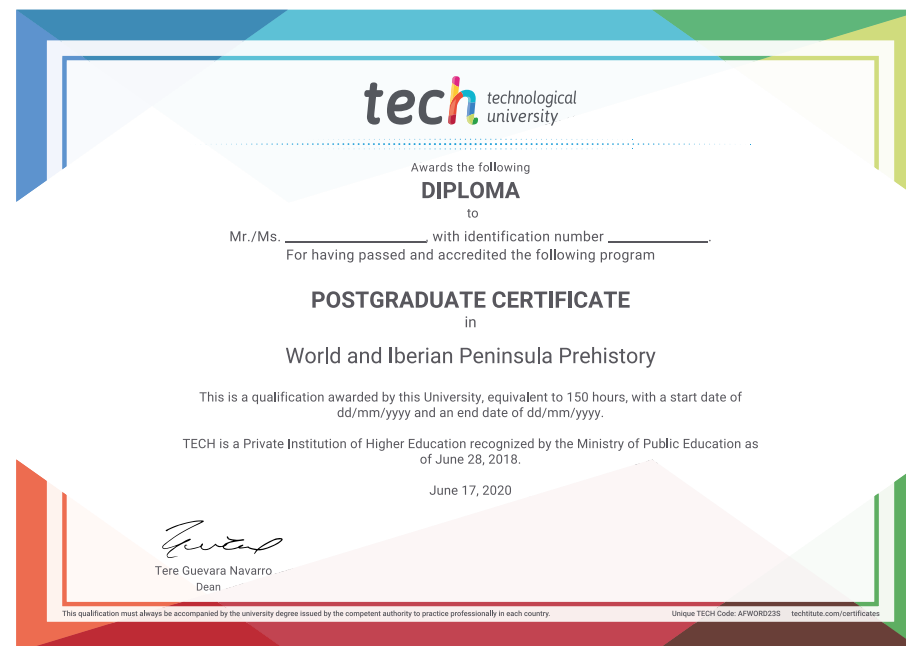 tech technological
university
Awards the following
DIPLOMA
to
Mr./Ms. ____________, with identification number ____________.
For having passed and accredited the following program
POSTGRADUATE CERTIFICATE
in
World and Iberian Peninsula Prehistory
This is a qualification awarded by this University, equivalent to 150 hours, with a start date of
dd/mm/yyyy and an end date of dd/mm/yyyy.
TECH is a Private Institution of Higher Education recognized by the Ministry of Public Education as
of June 28, 2018.
June 17, 2020
Tere Guevara Navarro
Dean
This qualification must always be accompanied by the university degree issued by the competent authority to practice professionally in each country. Unique TECH Code: AFWORD23S techtitute.com/certificates